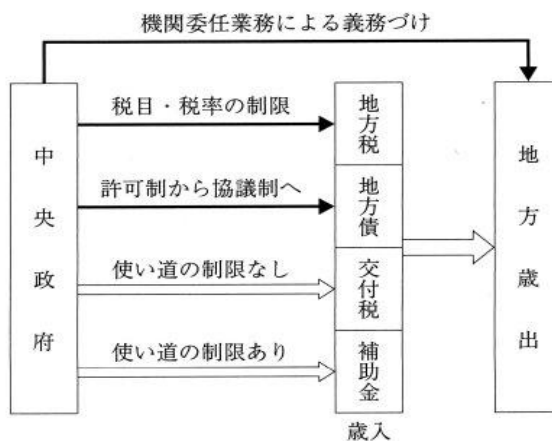 機関委任業務による義務づけ
中央政府
税目・税率の制限
許可制から協議制へ
使い道の制限なし
使い道の制限あり
地方税
地方債
交付税
補助金
歳入
地方歳出